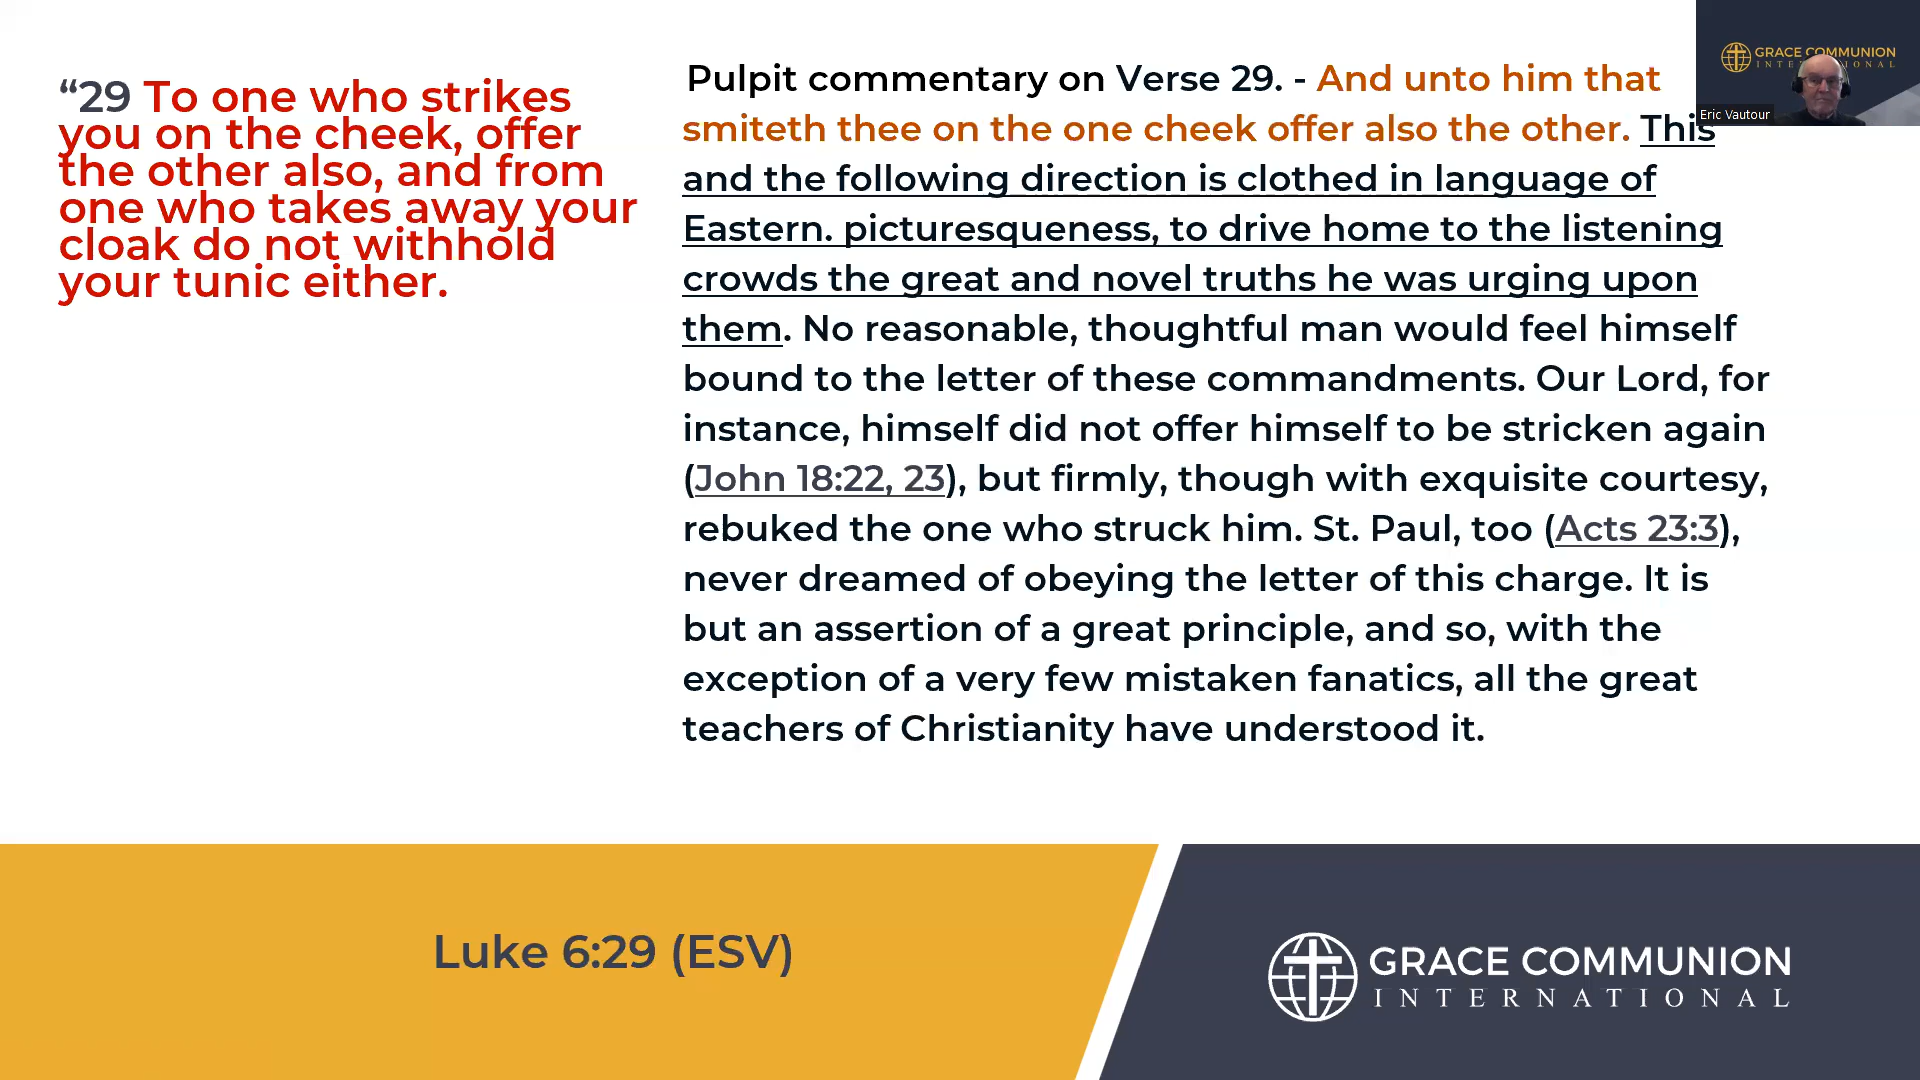 “29 To one who strikes
you on the cheek, offer
the other also, and from
one who takes away your
cloak do not withhold
your tunic either.
Pulpit commentary on Verse 29. - And unto him that
smiteth thee on the one cheek offer also the other. This
and the following direction is clothed in language of
Eastern. picturesqueness, to drive home to the listening
crowds the great and novel truths he was urging upon
them. No reasonable, thoughtful man would feel himself
bound to the letter of these commandments. Our Lord, for
instance, himself did not offer himself to be stricken again
(John 18:22, 23), but firmly, though with exquisite courtesy,
rebuked the one who struck him. St. Paul, too (Acts 23:3),
never dreamed of obeying the letter of this charge. It is
but an assertion of a great principle, and so, with the
exception of a very few mistaken fanatics, all the great
teachers of Christianity have understood it.
GRACE COMMUNION
Eric Vautour
Luke 6:29 (ESV)
GRACE COMMUNION
INTERNATIONAL